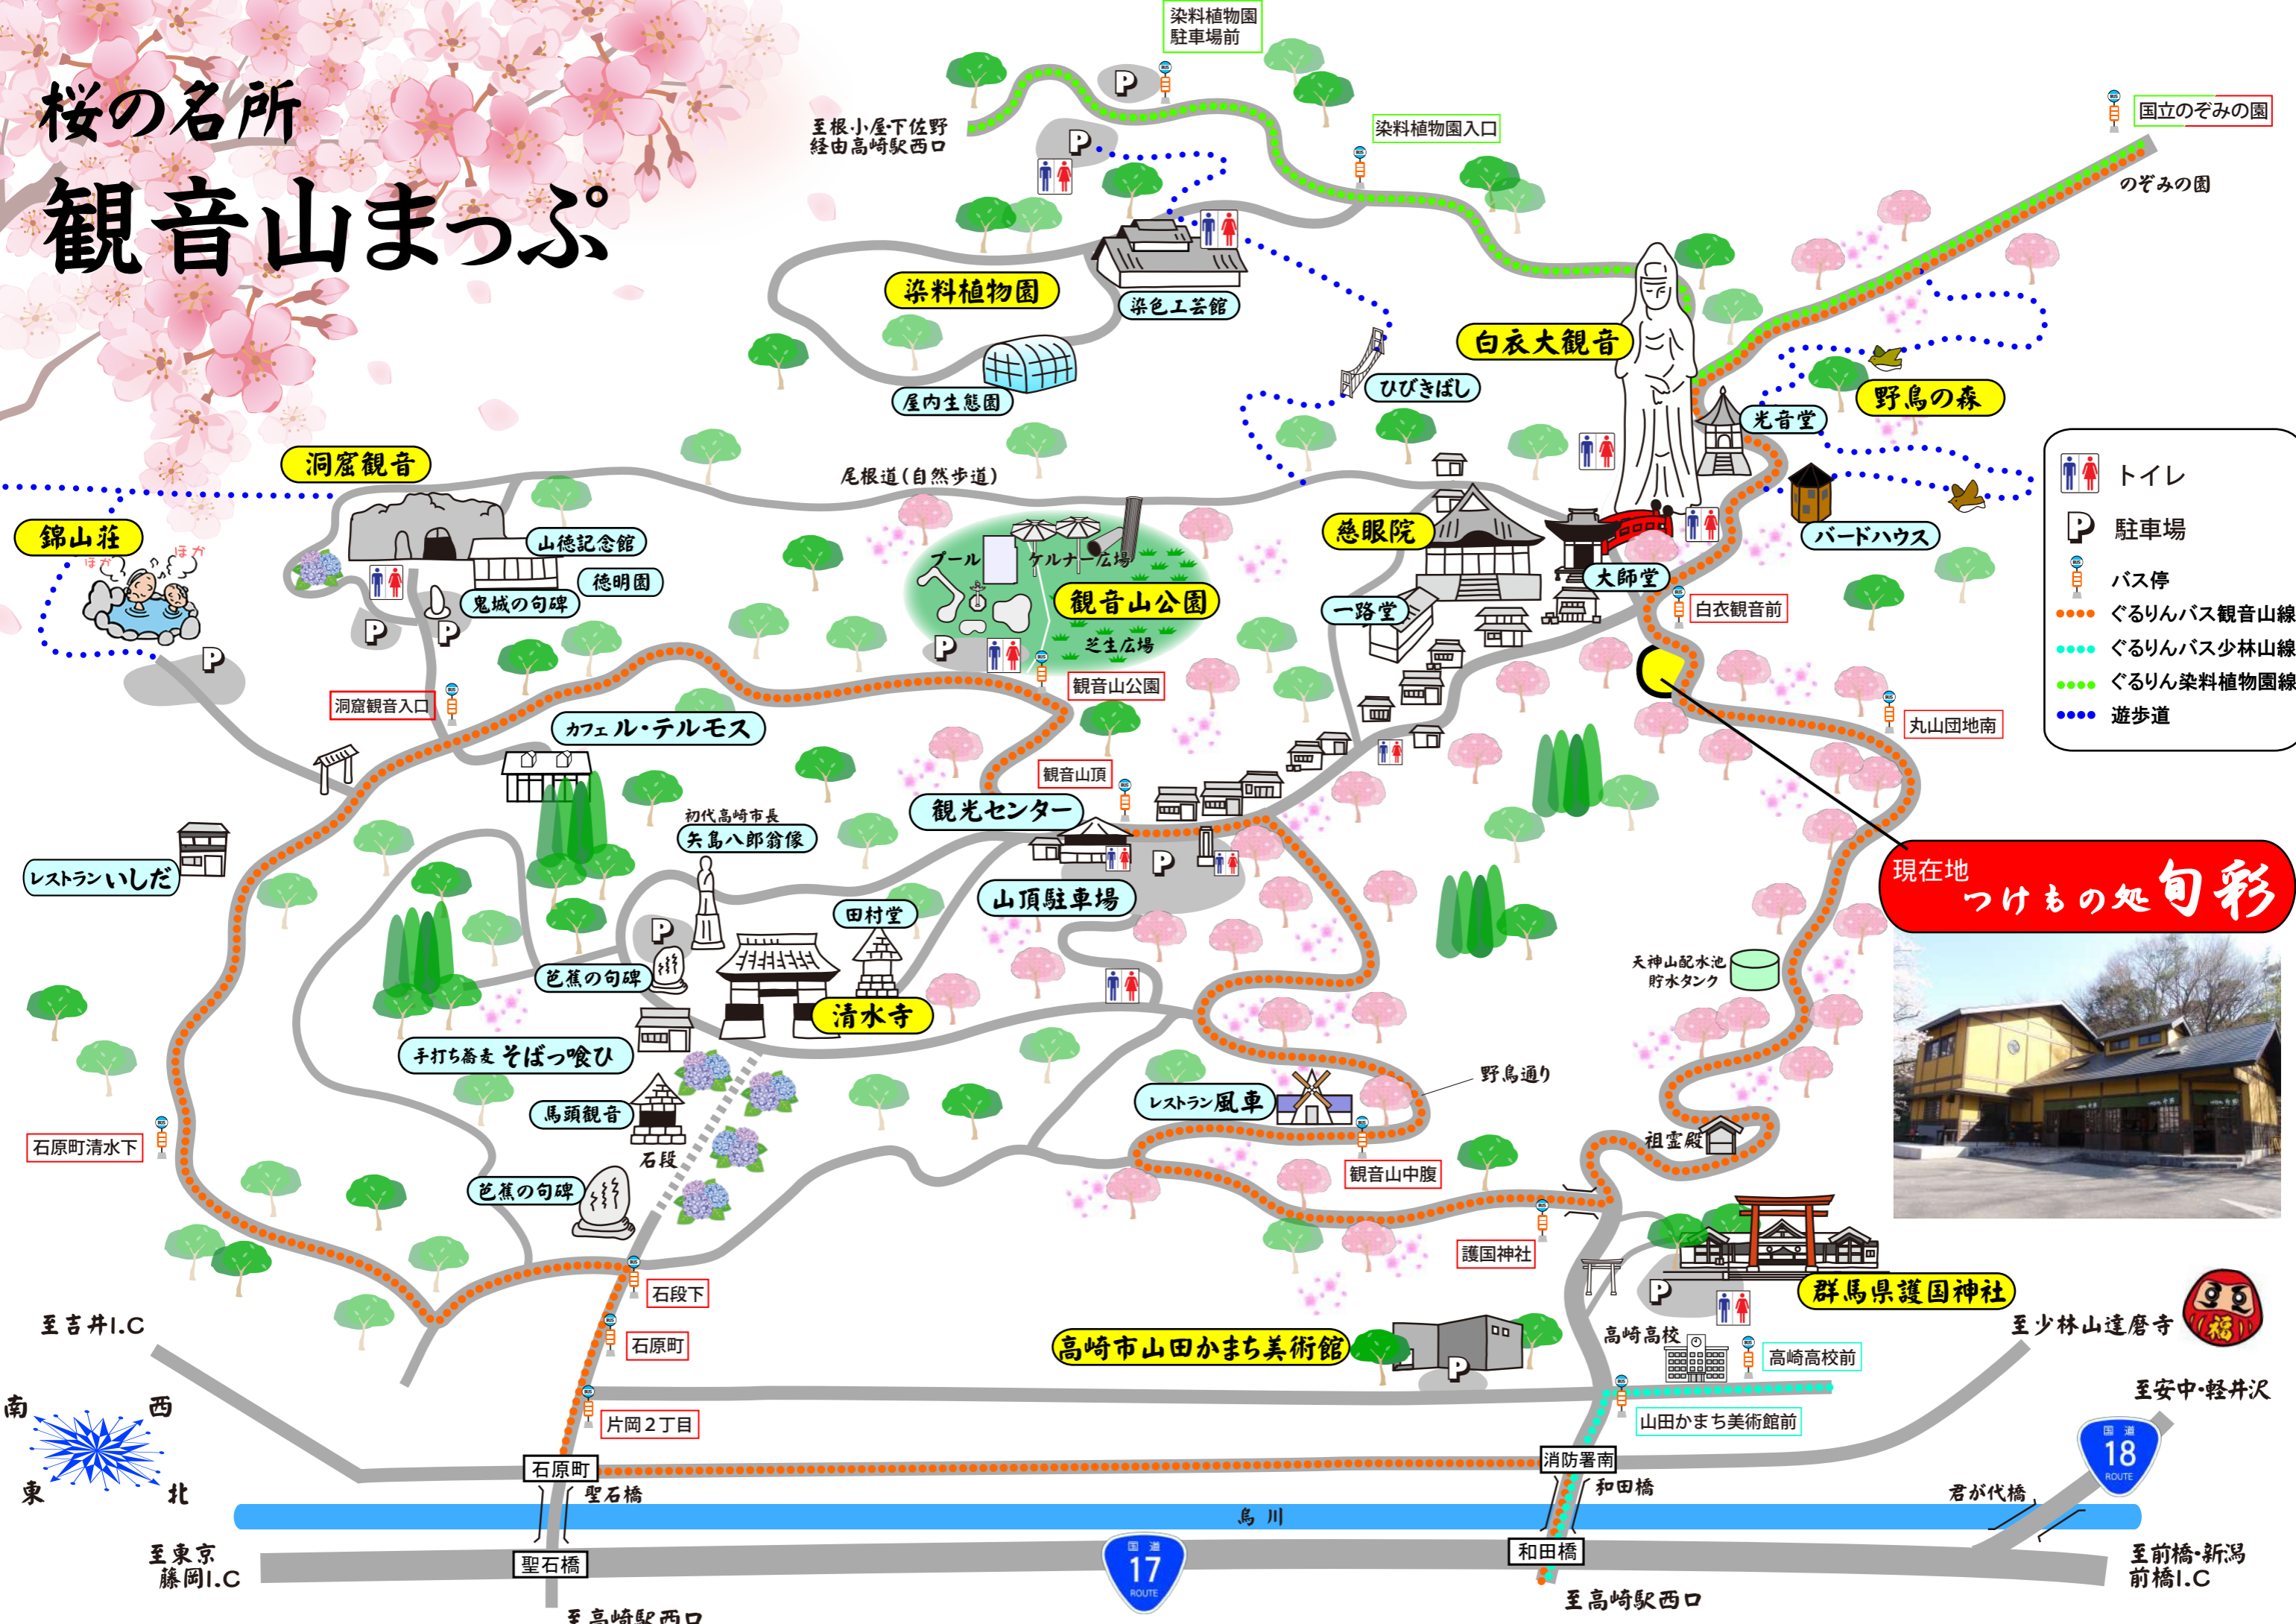 桜の名所
観音山まっぷ
染料植物園
駐車場前
至根小屋下佐野
経由高崎駅西口
染料植物園入口
国立のぞみの園
のぞみの園
染料植物園
染色工芸館
屋内生態園
ひびきばし
白衣大観音
光音堂
野鳥の森
バードハウス
トイレ
P 駐車場
BUS バス停
ぐるりんバス観音山線
ぐるりんバス少林山線
ぐるりん染料植物園線
遊歩道
洞窟観音
尾根道(自然歩道)
錦山荘
ほか
ほか
山徳記念館
徳明園
鬼城の句碑
プール
ケルナー広場
観音山公園
芝生広場
慈眼院
一路堂
大師堂
白衣観音前
観音山公園
洞窟観音入口
カフェ ル・テルモス
丸山団地南
観音山頂
観光センター
初代高崎市長
矢島八郎翁像
レストラン いしだ
現在地
つけもの処 旬彩
山頂駐車場
田村堂
芭蕉の句碑
清水寺
天神山配水池
貯水タンク
手打ち蕎麦 そばっ喰ひ
馬頭観音
石段
レストラン 風車
野鳥通り
観音山中腹
祖霊殿
石原町清水下
芭蕉の句碑
護国神社
石段下
石原町
片岡2丁目
群馬県護国神社
高崎市山田かまち美術館
高崎高校
高崎高校前
山田かまち美術館前
至少林山達磨寺
福
至安中・軽井沢
国道
18
ROUTE
至吉井I.C
南
西
東
北
石原町
聖石橋
消防署南
和田橋
君が代橋
烏川
至東京
藤岡I.C
聖石橋
国道
17
ROUTE
和田橋
至前橋・新潟
前橋I.C
至高崎駅西口
至高崎駅西口